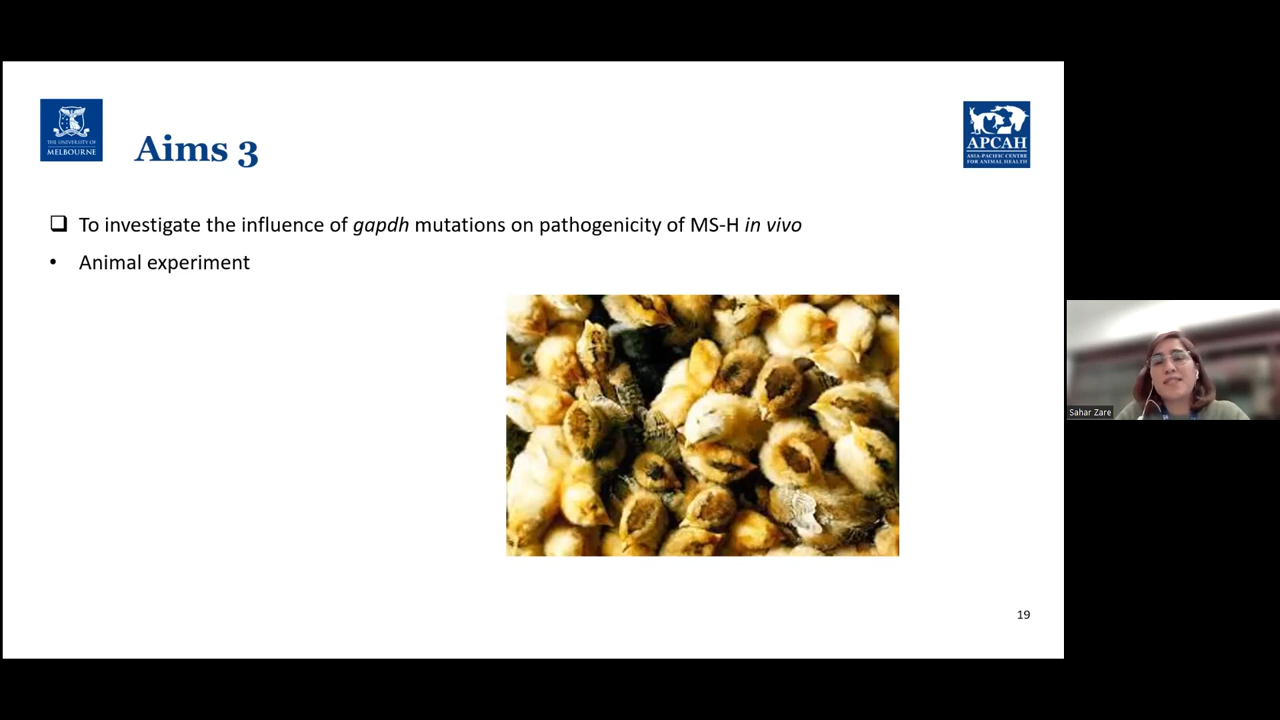 THE UNIVERSITY OF
MELBOURNE
Aims 3
APCAH
ASIA-PACIFIC CENTRE
FOR ANIMAL HEALTH
To investigate the influence of gapdh mutations on pathogenicity of MS-H in vivo
• Animal experiment
Sahar Zare
19